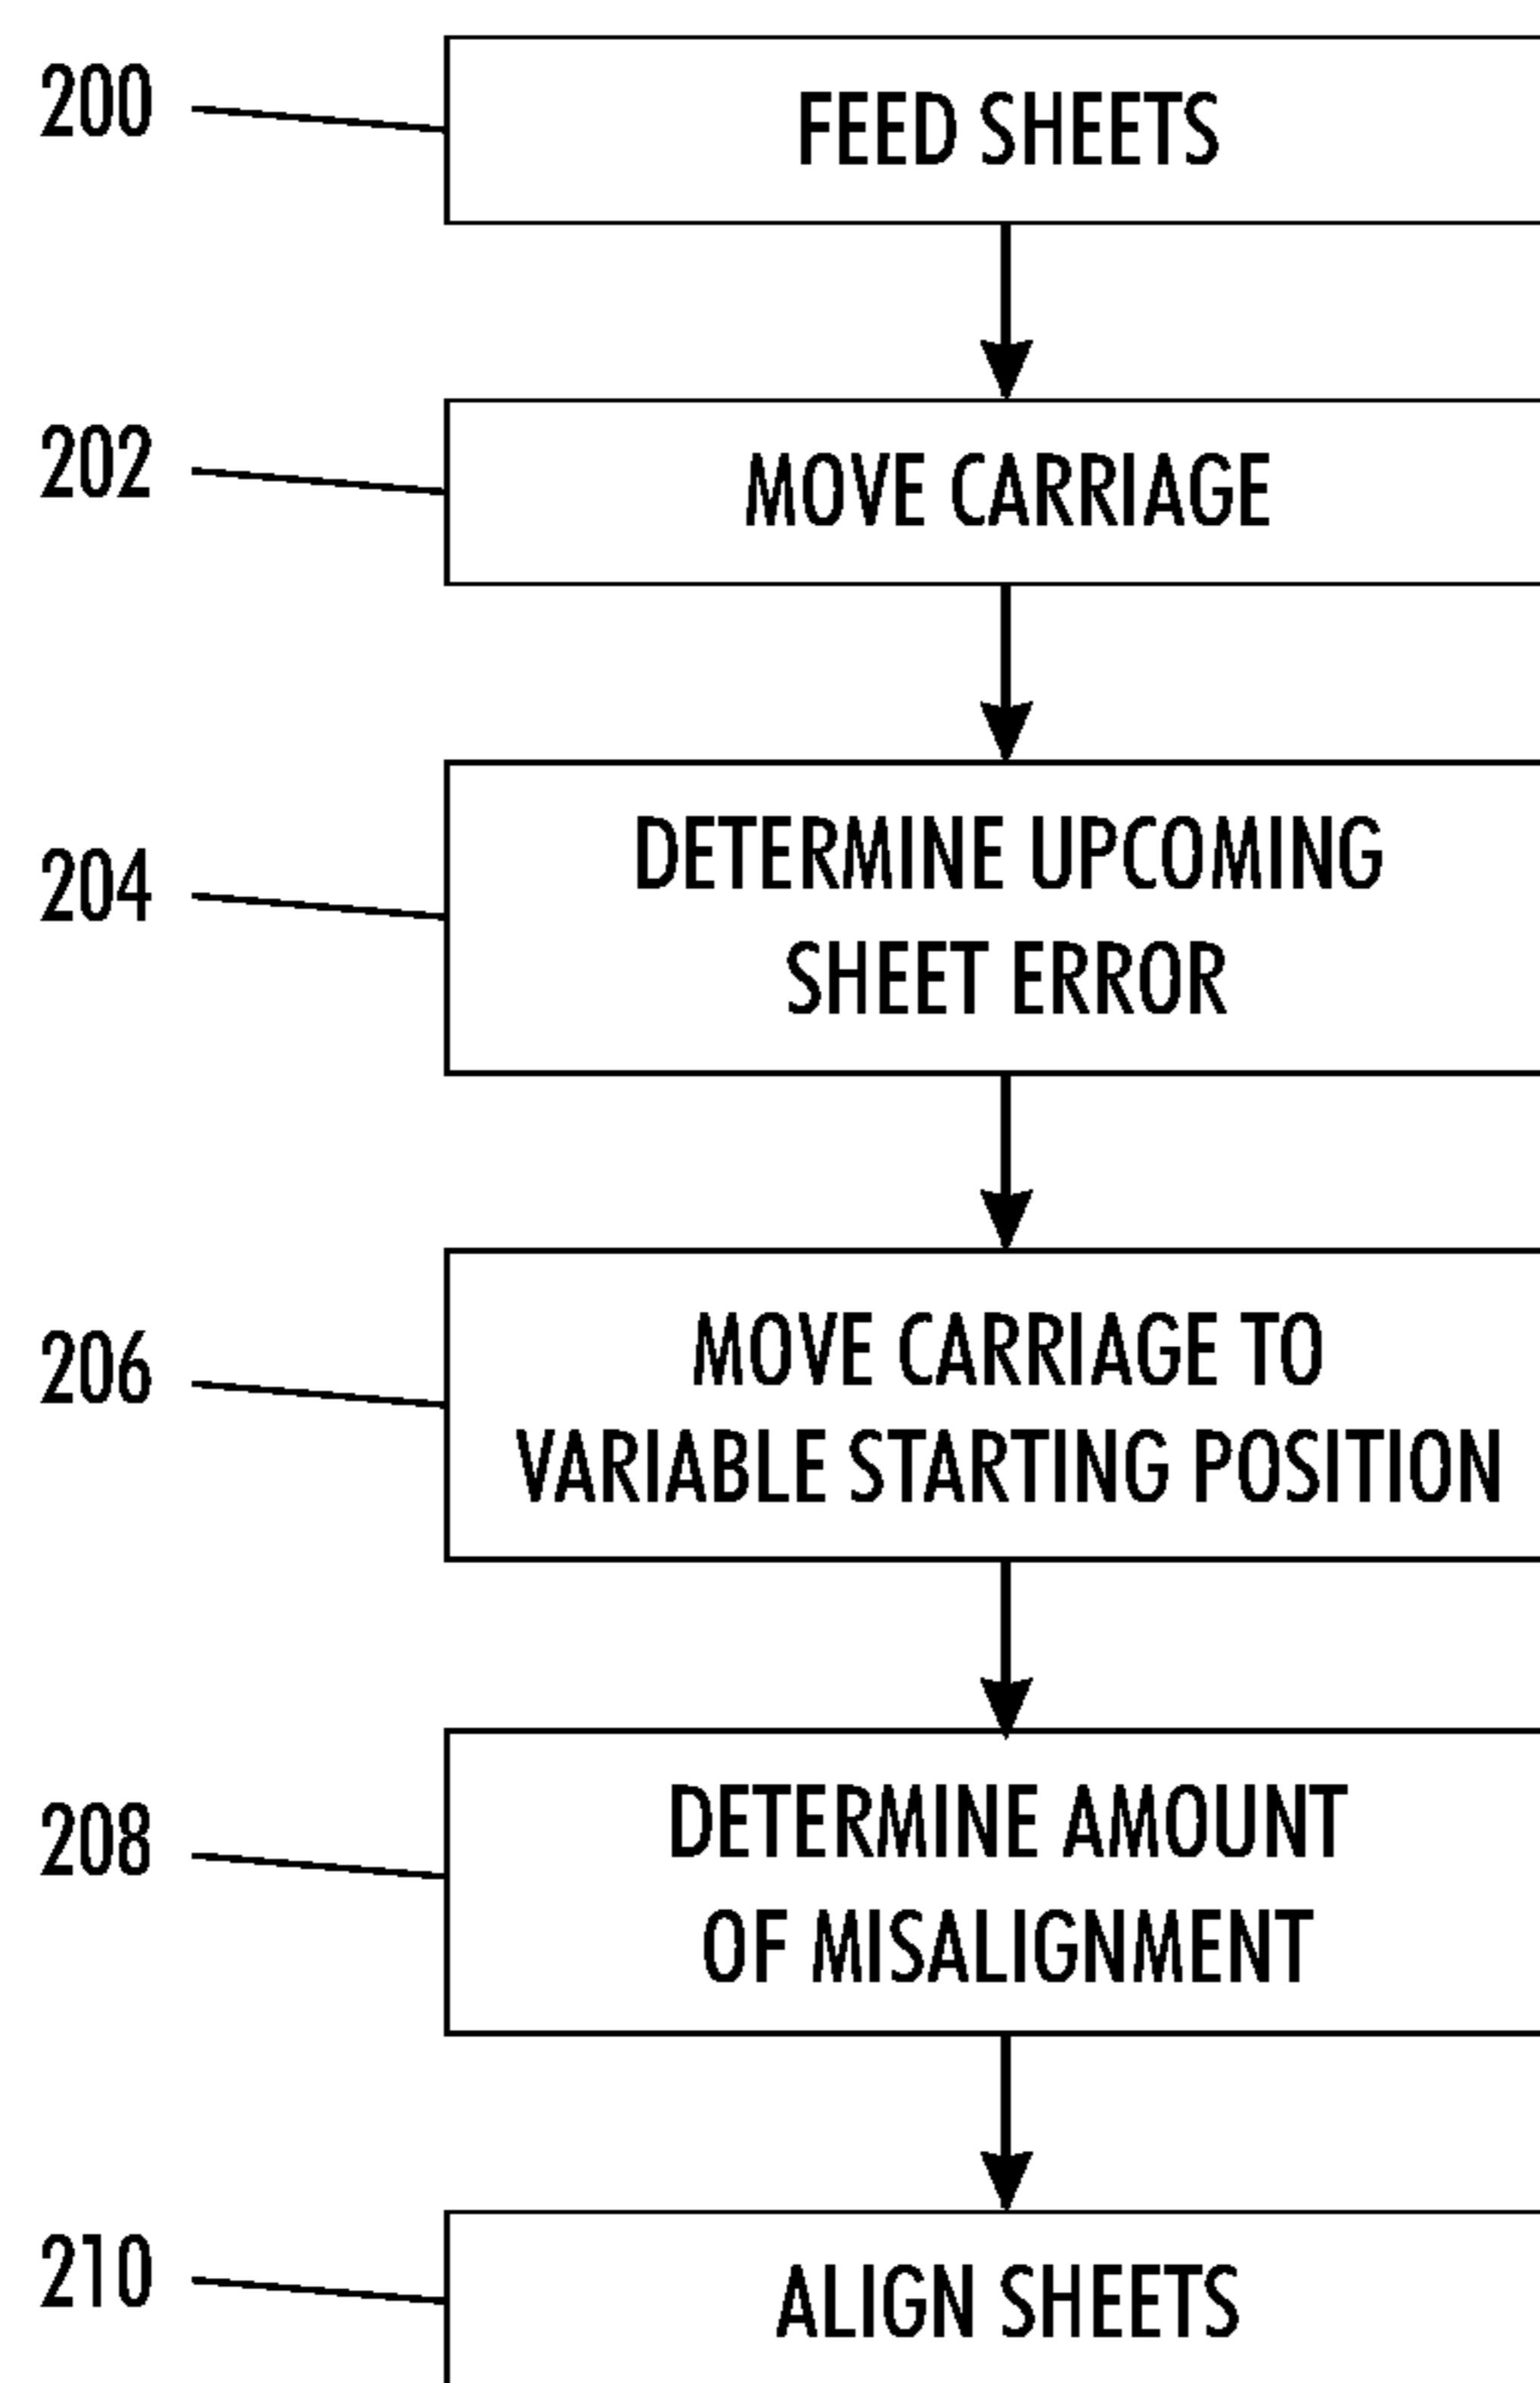 200
FEED SHEETS
202
MOVE CARRIAGE
204
DETERMINE UPCOMING
SHEET ERROR
206
MOVE CARRIAGE TO
VARIABLE STARTING POSITION
208
DETERMINE AMOUNT
OF MISALIGNMENT
210
ALIGN SHEETS